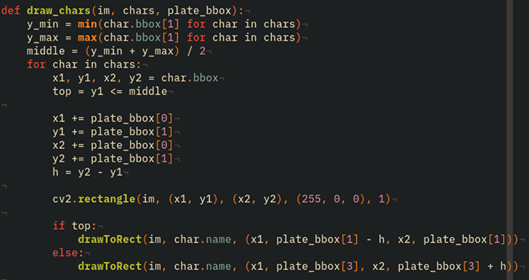 def draw_chars(im, chars, plate_bbox):¬
    y_min = min(char.bbox[1] for char in chars)¬
    y_max = max(char.bbox[1] for char in chars)¬
    middle = (y_min + y_max) / 2¬
    for char in chars:¬
        x1, y1, x2, y2 = char.bbox¬
        top = y1 <= middle¬
¬
        x1 += plate_bbox[0]¬
        y1 += plate_bbox[1]¬
        x2 += plate_bbox[0]¬
        y2 += plate_bbox[1]¬
        h = y2 - y1¬
¬
        cv2.rectangle(im, (x1, y1), (x2, y2), (255, 0, 0), 1)¬
¬
        if top:¬
            drawToRect(im, char.name, (x1, plate_bbox[1] - h, x2, plate_bbox[1]))¬
        else:¬
            drawToRect(im, char.name, (x1, plate_bbox[3], x2, plate_bbox[3] + h))¬